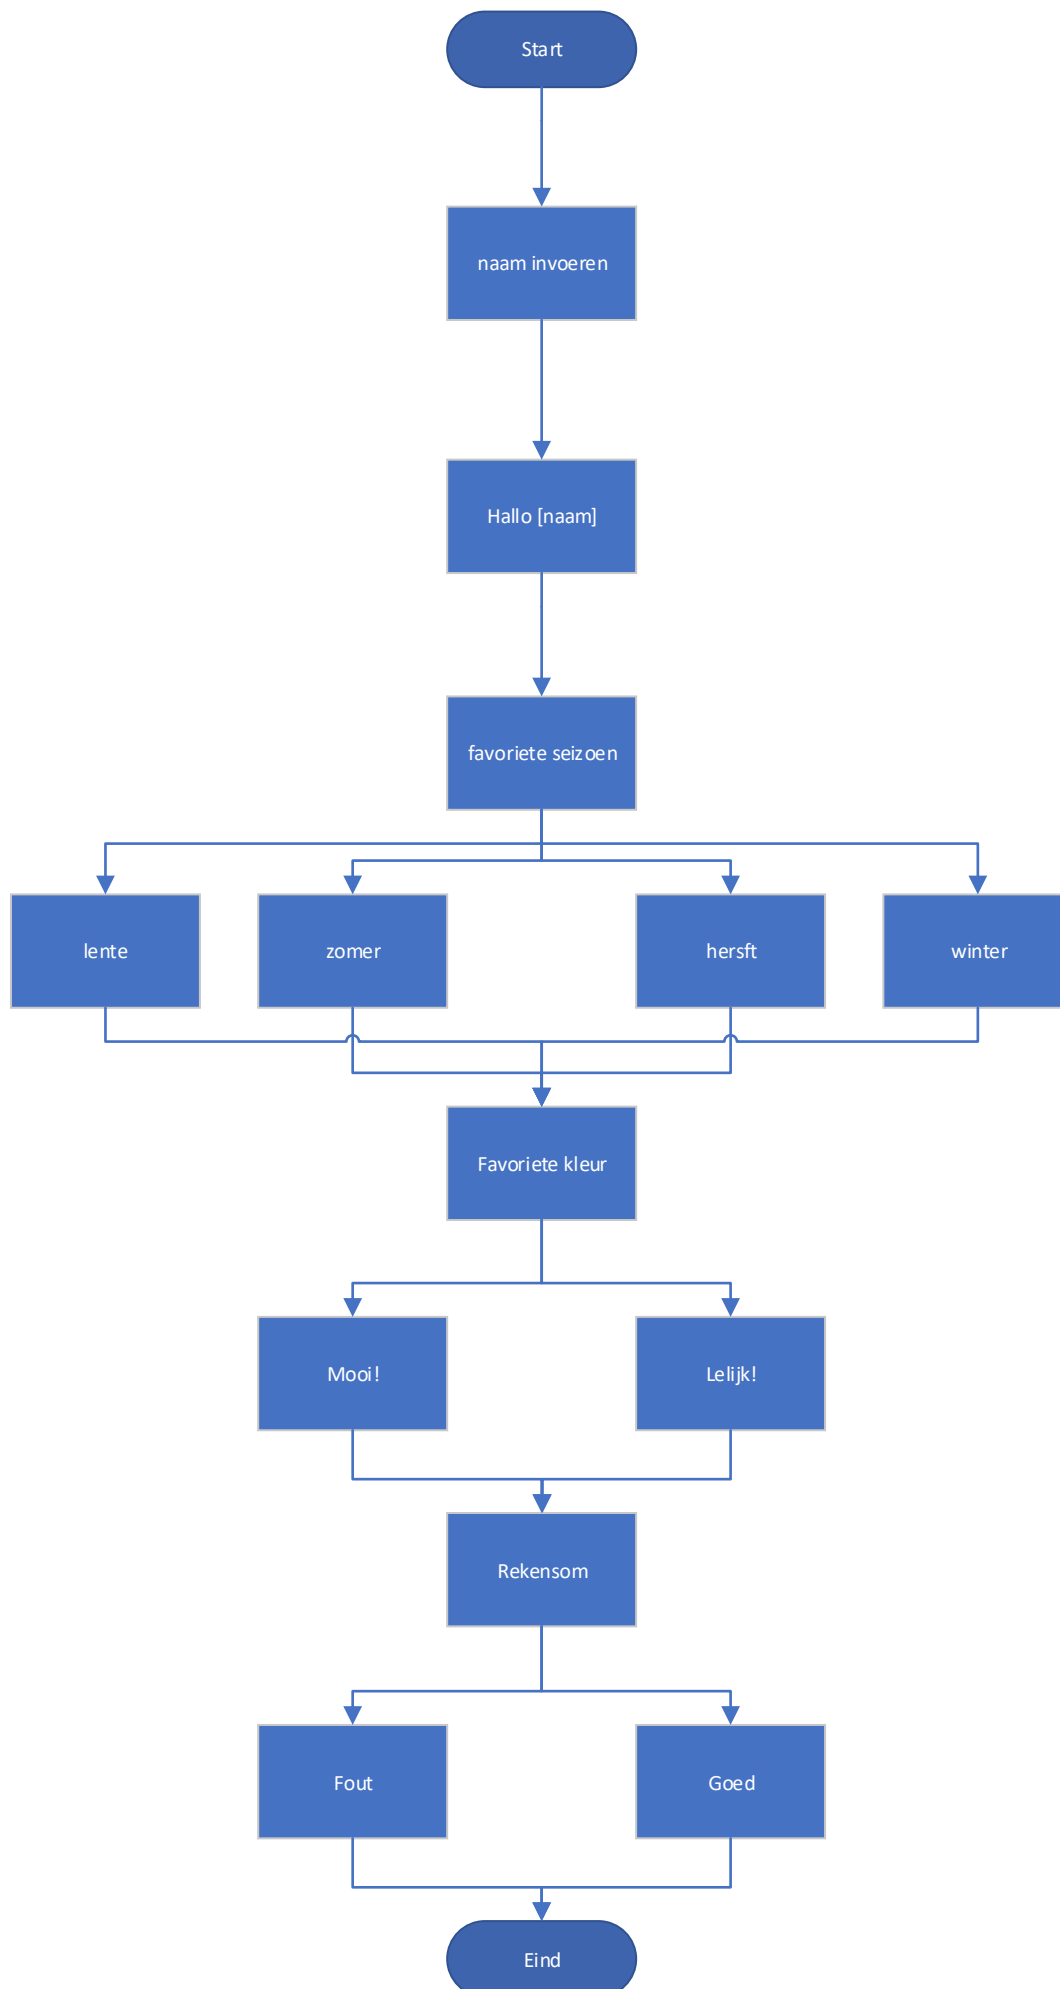 Start
naam invoeren
Hallo [naam]
favoriete seizoen
lente
zomer
hersft
winter
Favoriete kleur
Mooi!
Lelijk!
Rekensom
Fout
Goed
Eind